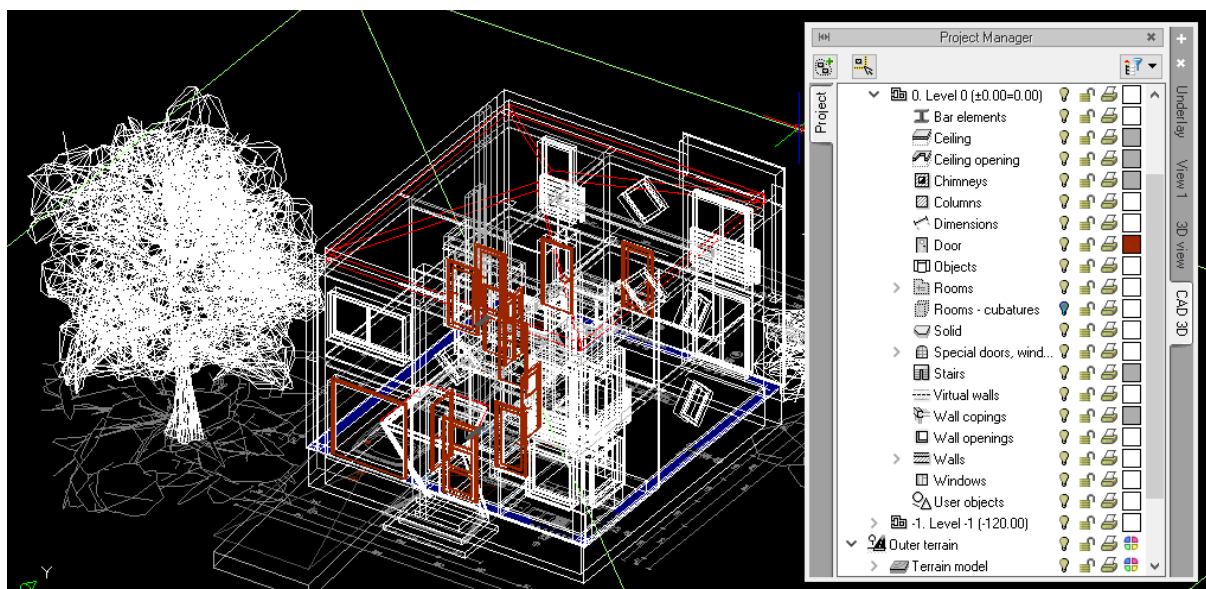 Project Manager
Project
0. Level 0 (±0.00=0.00)
Bar elements
Ceiling
Ceiling opening
Chimneys
Columns
Dimensions
Door
Objects
Rooms
Rooms - cubatures
Solid
Special doors, wind...
Stairs
Virtual walls
Wall copings
Wall openings
Walls
Windows
User objects
-1. Level -1 (-120.00)
Outer terrain
Terrain model
Underlay
View 1
3D view
CAD 3D
Y